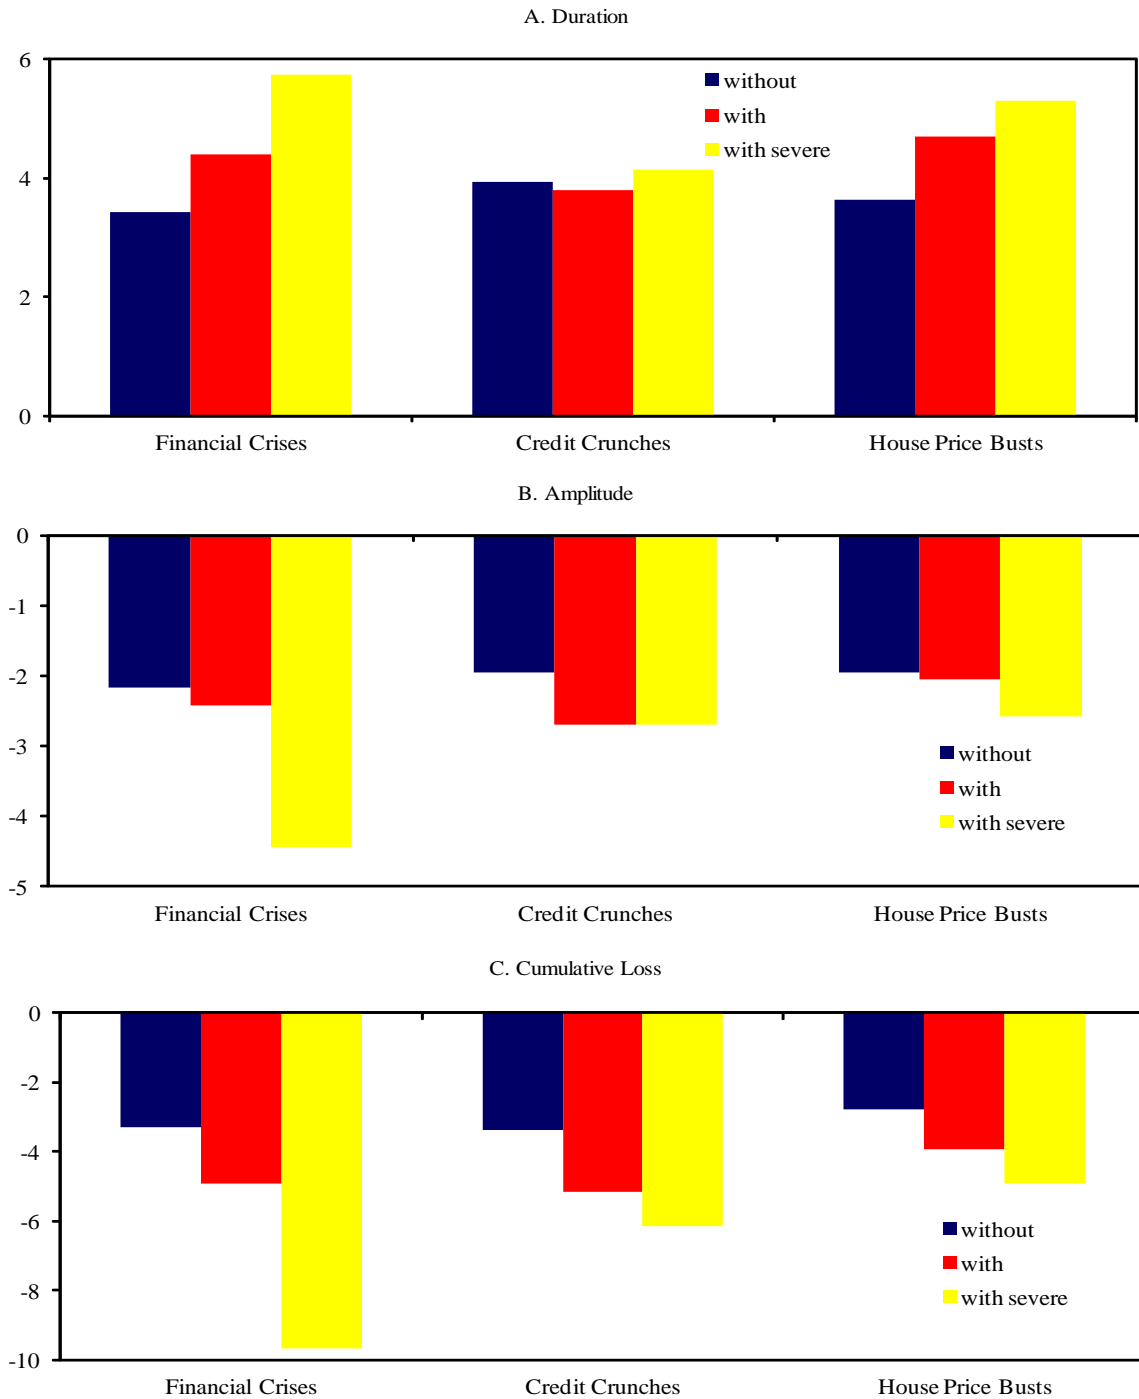 A. Duration
6
4
2
0
without
with
with severe
Financial Crises
Credit Crunches
House Price Busts
B. Amplitude
0
-1
-2
-3
-4
-5
without
with
with severe
Financial Crises
Credit Crunches
House Price Busts
C. Cumulative Loss
0
-2
-4
-6
-8
-10
without
with
with severe
Financial Crises
Credit Crunches
House Price Busts